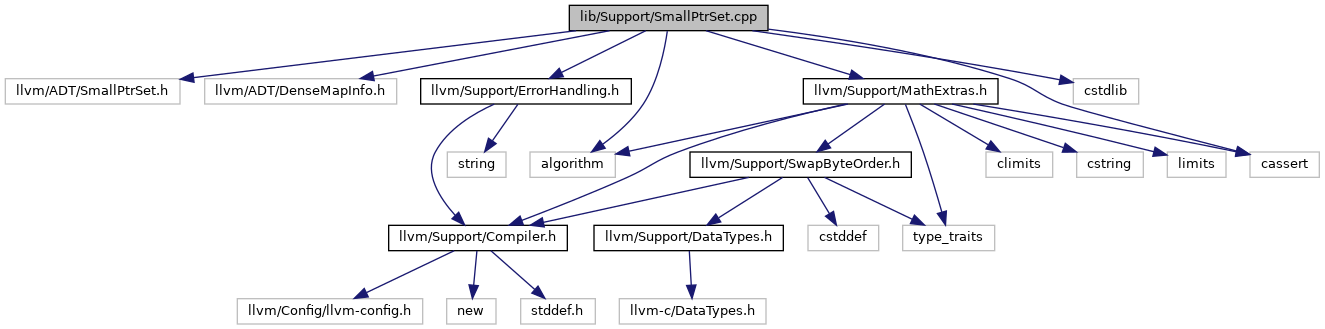 lib/Support/SmallPtrSet.cpp
llvm/ADT/SmallPtrSet.h
llvm/ADT/DenseMapInfo.h
llvm/Support/ErrorHandling.h
llvm/Support/MathExtras.h
cstdlib
string
algorithm
llvm/Support/SwapByteOrder.h
climits
cstring
limits
cassert
llvm/Support/Compiler.h
llvm/Support/DataTypes.h
cstddef
type_traits
llvm/Config/llvm-config.h
new
stddef.h
llvm-c/DataTypes.h